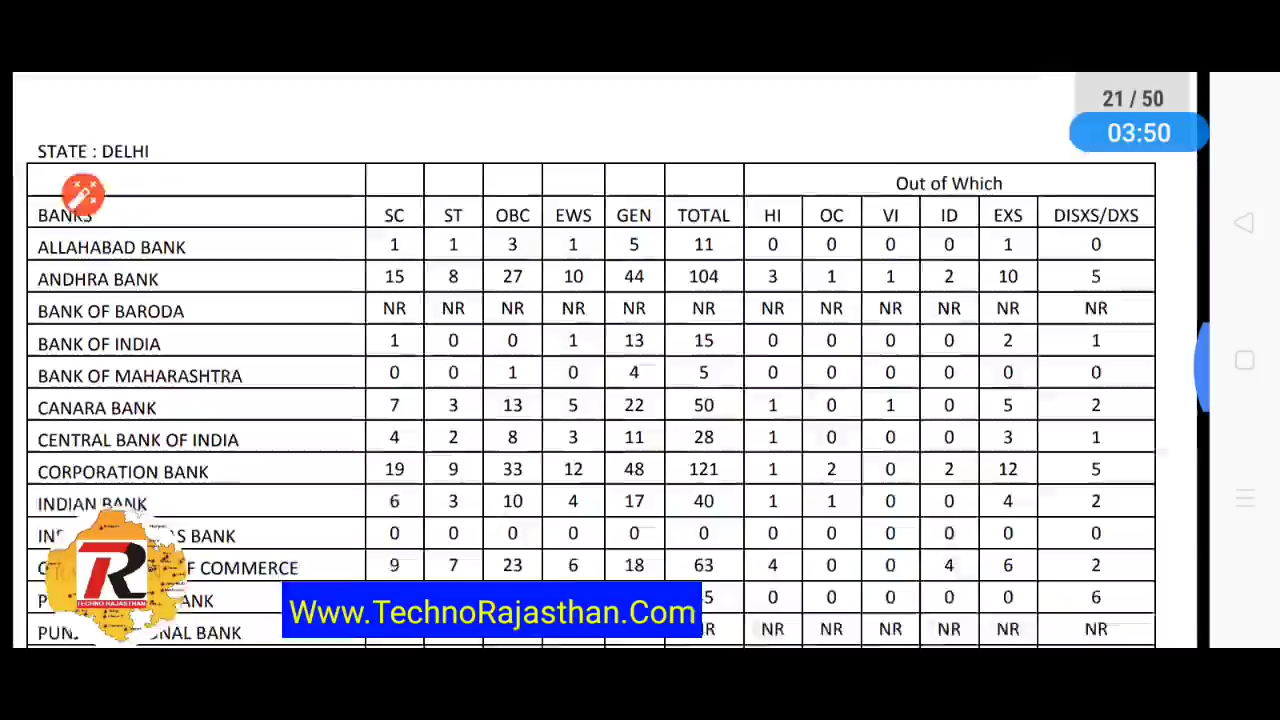 21 / 50
03:50
STATE : DELHI
Out of Which
BANKS SC ST OBC EWS GEN TOTAL HI OC VI ID EXS DISXS/DXS
ALLAHABAD BANK 1 1 3 1 5 11 0 0 0 0 1 0
ANDHRA BANK 15 8 27 10 44 104 3 1 1 2 10 5
BANK OF BARODA NR NR NR NR NR NR NR NR NR NR NR NR
BANK OF INDIA 1 0 0 1 13 15 0 0 0 0 2 1
BANK OF MAHARASHTRA 0 0 1 0 4 5 0 0 0 0 0 0
CANARA BANK 7 3 13 5 22 50 1 0 1 0 5 2
CENTRAL BANK OF INDIA 4 2 8 3 11 28 1 0 0 0 3 1
CORPORATION BANK 19 9 33 12 48 121 1 2 0 2 12 5
INDIAN BANK 6 3 10 4 17 40 1 1 0 0 4 2
BANK 0 0 0 0 0 0 0 0 0 0 0 0
OF COMMERCE 9 7 23 6 18 63 4 0 0 4 6 2
0 0 0 0 0 6
BANK NR NR NR NR NR NR
R
TECHNO RAJASTHAN
Www.TechnoRajasthan.Com